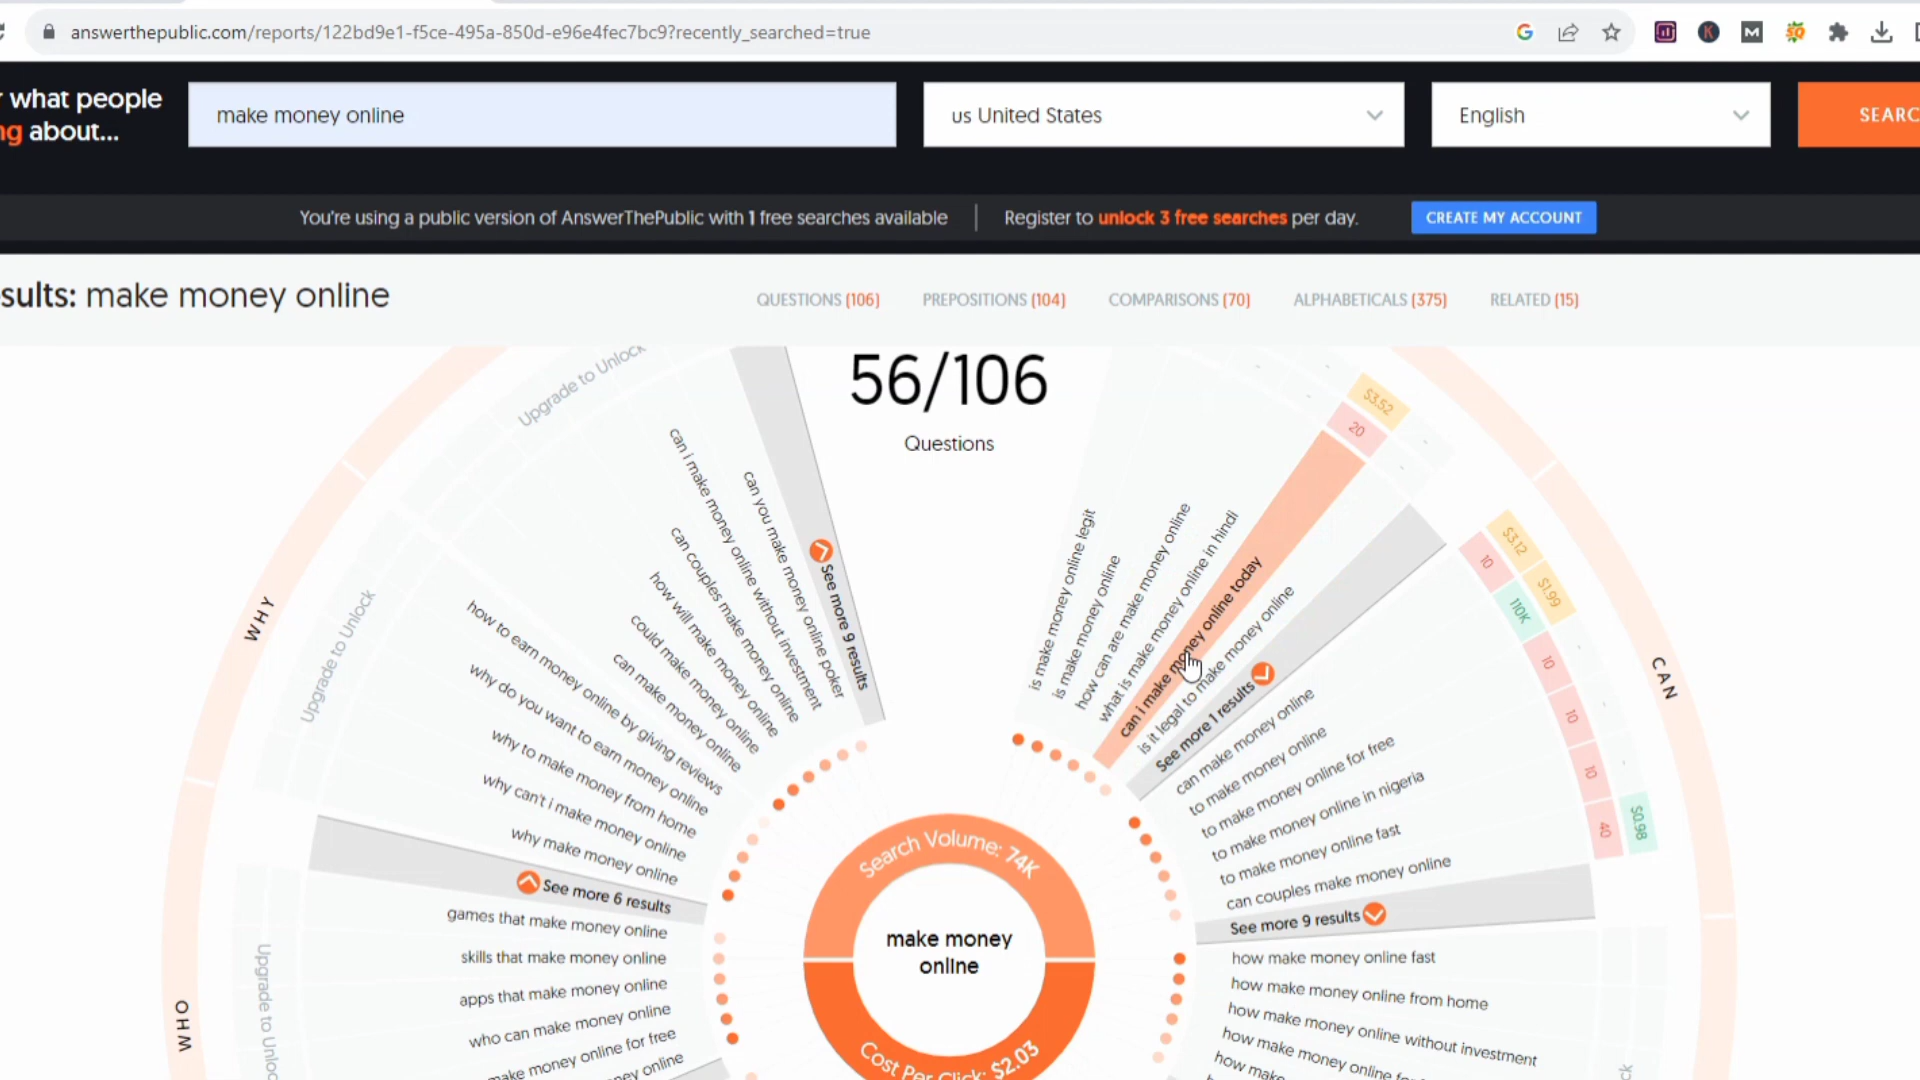 answerthepublic.com/reports/122bd9e1-f5ce-495a-850d-e96e4fec7bc9?recently_searched=true
what people
about...
make money online
us United States
English
You're using a public version of AnswerThePublic with 1 free searches available
Register to unlock 3 free searches per day.
CREATE MY ACCOUNT
make money online
QUESTIONS (106)
PREPOSITIONS (104)
COMPARISONS (70)
ALPHABETICALS (375)
RELATED (15)
56/106
Questions
Upgrade to Unlock
can i make money online without investment
can you make money online poker
See more 9 results
can couples make money online
how will make money online
could make money online
can make money online
WHY
Upgrade to Unlock
how to earn money online by giving reviews
why do you want to earn money online
why to make money from home
why can't i make money online
why make money online
See more 6 results
WHO
games that make money online
skills that make money online
apps that make money online
who can make money online
make money online for free
is make money online legit
is make money online
how can are make money online
what is make money online in hindi
can i make money online today
20
$3.52
is it legal to make money online
See more 1 results
CAN
can make money online
10
$3.12
to make money online
110K
$1.99
to make money online for free
10
to make money online in nigeria
10
to make money online fast
10
can couples make money online
40
$0.98
See more 9 results
how make money online fast
how make money online from home
how make money online without investment
how make money online
how make
Search Volume: 74K
make money
online
Cost Per Click: $2.03